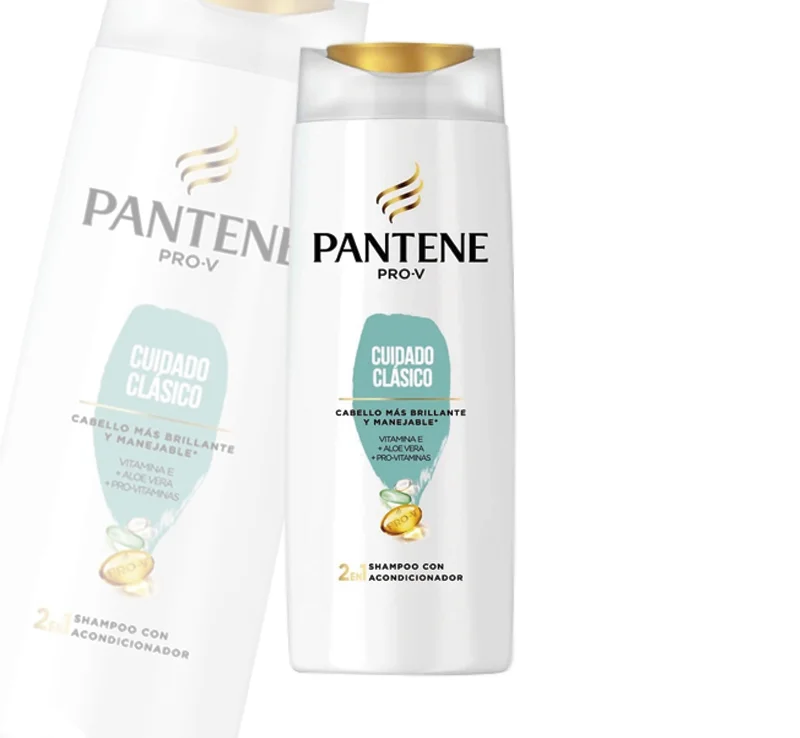 PANTENE
PRO-V
CUIDADO
CLÁSICO
CABELLO MÁS BRILLANTE
Y MANEJABLE*
VITAMINA E
+ ALOE VERA
+ PRO-VITAMINAS
PRO-V
2EN1 SHAMPOO CON
ACONDICIONADOR
PANTENE
PRO-V
CUIDADO
CLÁSICO
CABELLO MÁS BRILLANTE
Y MANEJABLE*
VITAMINA E
+ ALOE VERA
+ PRO-VITAMINAS
PRO-V
2EN1 SHAMPOO CON
ACONDICIONADOR